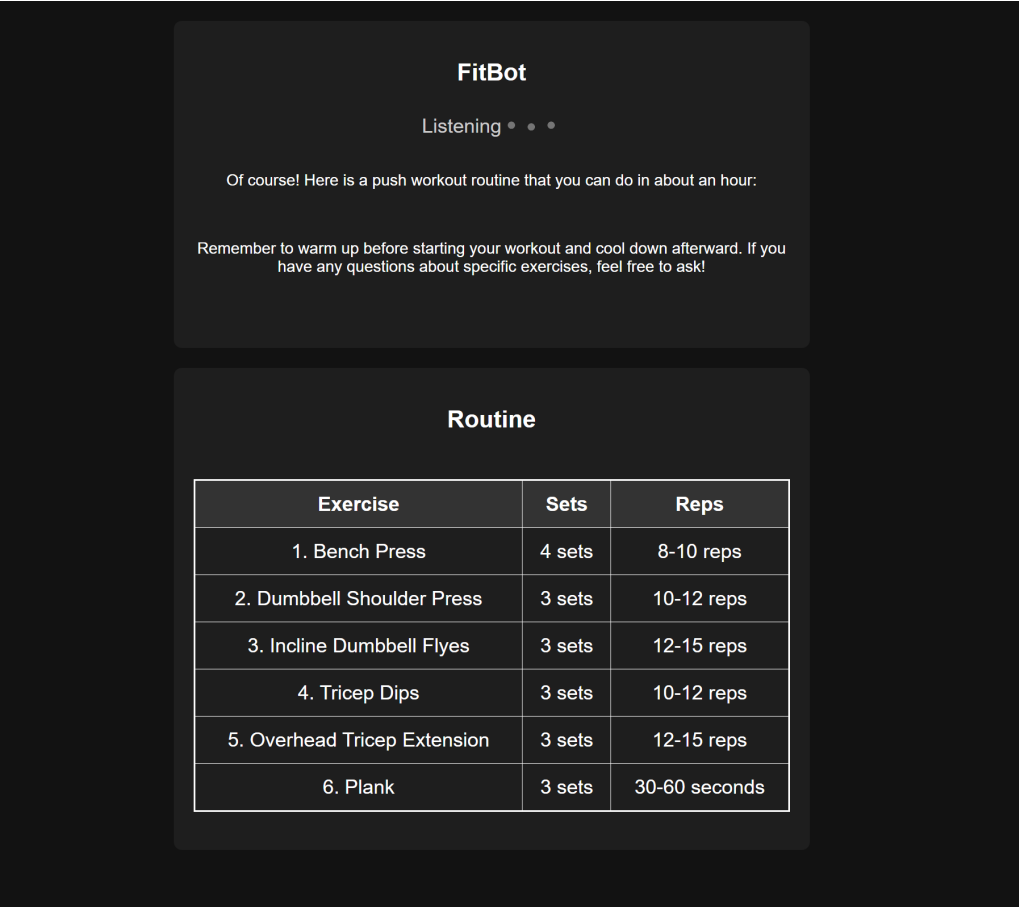 FitBot
Listening
Of course! Here is a push workout routine that you can do in about an hour:
Remember to warm up before starting your workout and cool down afterward. If you
have any questions about specific exercises, feel free to ask!
Routine
Exercise Sets Reps
1. Bench Press 4 sets 8-10 reps
2. Dumbbell Shoulder Press 3 sets 10-12 reps
3. Incline Dumbbell Flyes 3 sets 12-15 reps
4. Tricep Dips 3 sets 10-12 reps
5. Overhead Tricep Extension 3 sets 12-15 reps
6. Plank 3 sets 30-60 seconds